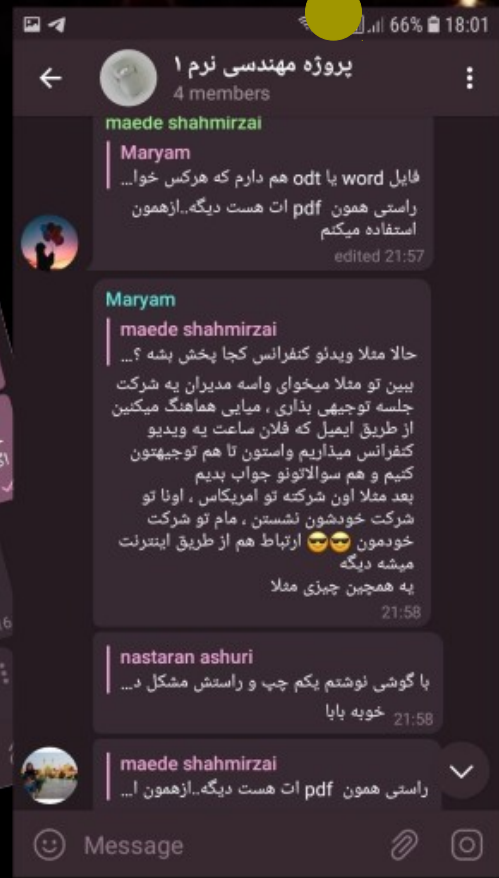 66% 18:01
پروژه مهندسی نرم ۱
4 members
maede shahmirzai
Maryam
فایل word یا odt هم دارم که هرکس خوا...
راستی همون pdf ات هست دیگه..ازهمون
استفاده میکنم
edited 21:57
Maryam
maede shahmirzai
حالا مثلا ویدئو کنفرانس کجا پخش بشه ؟...
ببین تو مثلا میخوای واسه مدیران یه شرکت
جلسه توجیهی بذاری ، میایی هماهنگ میکنین
از طریق ایمیل که فلان ساعت یه ویدیو
کنفرانس میذاریم واستون تا هم توجیهتون
کنیم و هم سوالاتونو جواب بدیم
بعد مثلا اون شرکته تو امریکاس ، اونا تو
شرکت خودشون نشستن ، مام تو شرکت
خودمون 😎😎 ارتباط هم از طریق اینترنت
میشه دیگه
یه همچین چیزی مثلا
21:58
nastaran ashuri
با گوشی نوشتم یکم چپ و راستش مشکل د...
خوبه بابا
21:58
maede shahmirzai
راستی همون pdf ات هست دیگه..ازهمون ا...
Message